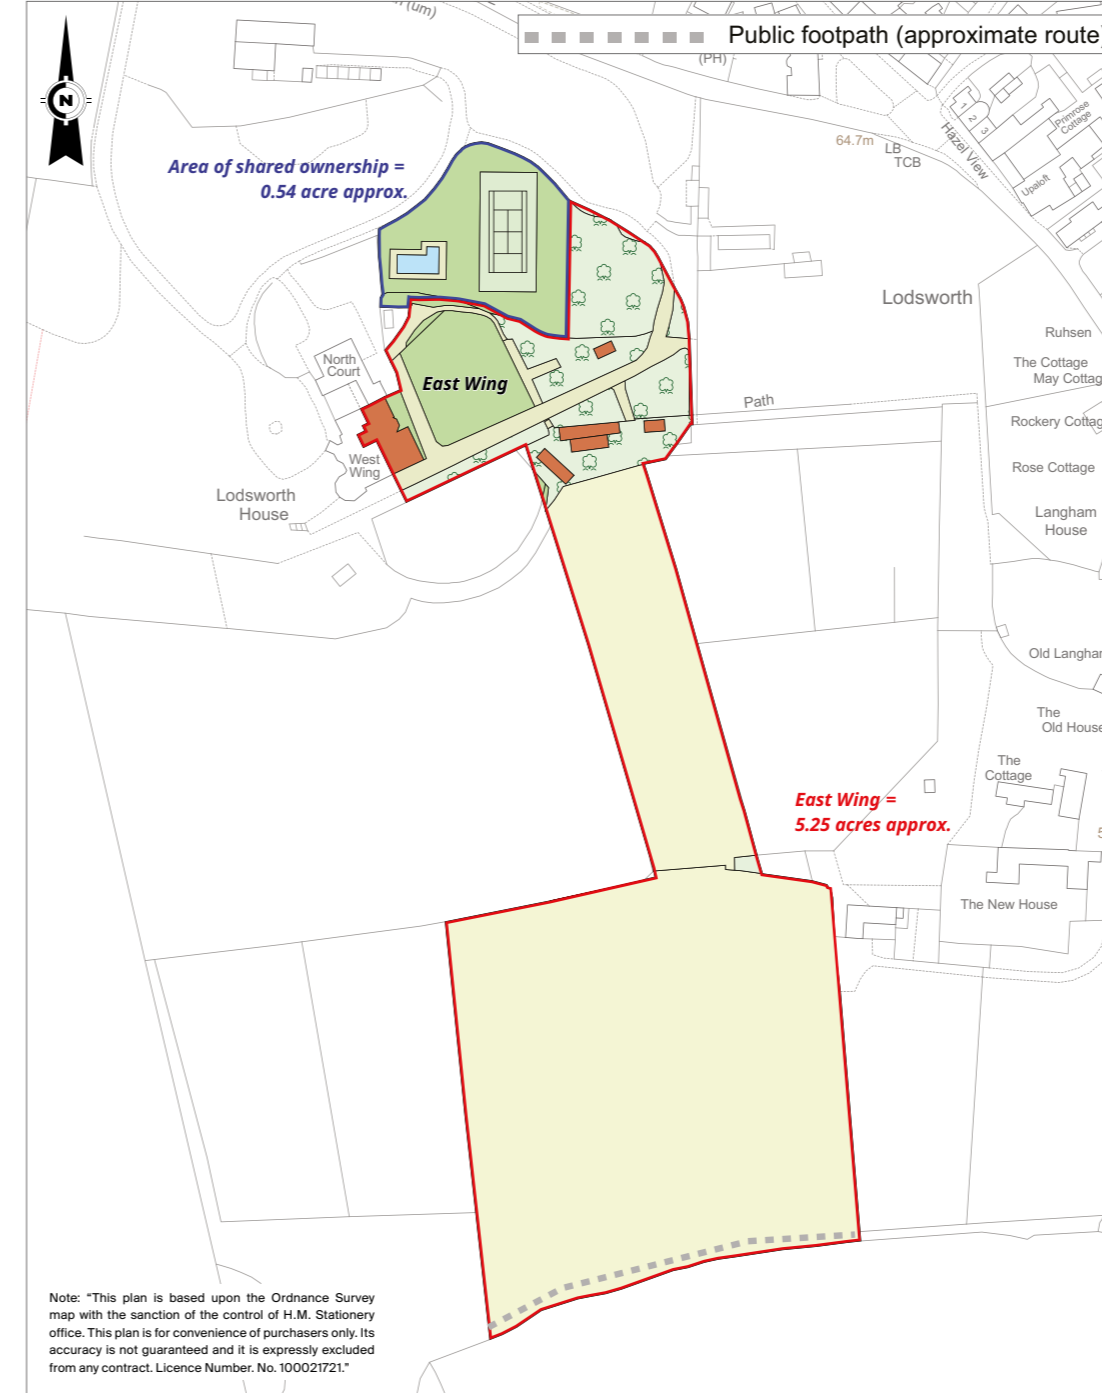 (um)
Public footpath (approximate route)
(PH)
N
64.7m
LB
TCB
Hazel View
1
2
3
Primrose
Cottage
Upaloft
Area of shared ownership =
0.54 acre approx.
Lodsworth
Ruhsen
The Cottage
May Cottag
Rockery Cottag
Rose Cottage
Langham
House
North
Court
East Wing
Path
West
Wing
Lodsworth
House
Old Langhar
The
Old House
The
Cottage
East Wing =
5.25 acres approx.
5
The New House
Note: “This plan is based upon the Ordnance Survey
map with the sanction of the control of H.M. Stationery
office. This plan is for convenience of purchasers only. Its
accuracy is not guaranteed and it is expressly excluded
from any contract. Licence Number. No. 100021721.”